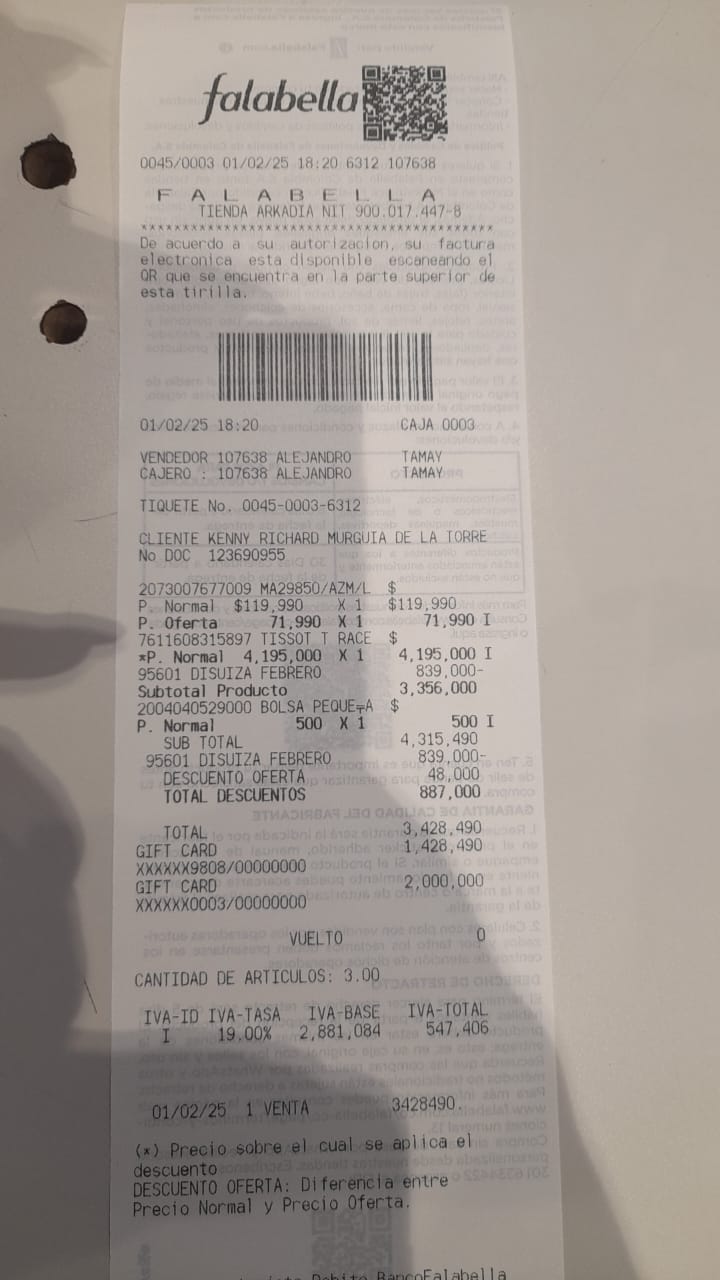 falabella
0045/0003 01/02/25 18:20 6312 107638
F A L A B E L L A
TIENDA ARKADIA NIT 900.017.447-8
******************************************
De acuerdo a su autorizacion, su factura
electronica esta disponible escaneando el
QR que se encuentra en la parte superior de
esta tirilla.
01/02/25 18:20 CAJA 0003
VENDEDOR 107638 ALEJANDRO TAMAY
CAJERO : 107638 ALEJANDRO TAMAY
TIQUETE No. 0045-0003-6312
CLIENTE KENNY RICHARD MURGUIA DE LA TORRE
No DOC 123690955
2073007677009 MA29850/AZM/L $
P. Normal $119,990 X 1 $119,990
P. Oferta 71,990 X 1 71,990 I
7611608315897 TISSOT T RACE $
*P. Normal 4,195,000 X 1 4,195,000 I
95601 DISUIZA FEBRERO 839,000-
Subtotal Producto 3,356,000
2004040529000 BOLSA PEQUE╤A $
P. Normal 500 X 1 500 I
SUB TOTAL 4,315,490
95601 DISUIZA FEBRERO 839,000-
DESCUENTO OFERTA 48,000
TOTAL DESCUENTOS 887,000
TOTAL 3,428,490
GIFT CARD 1,428,490
XXXXXX9808/00000000
GIFT CARD 2,000,000
XXXXXX0003/00000000
VUELTO 0
CANTIDAD DE ARTICULOS: 3.00
IVA-ID IVA-TASA IVA-BASE IVA-TOTAL
I 19.00% 2,881,084 547,406
01/02/25 1 VENTA 3428490.
(*) Precio sobre el cual se aplica el
descuento
DESCUENTO OFERTA: Diferencia entre
Precio Normal y Precio Oferta.
Debito BancoFalabella